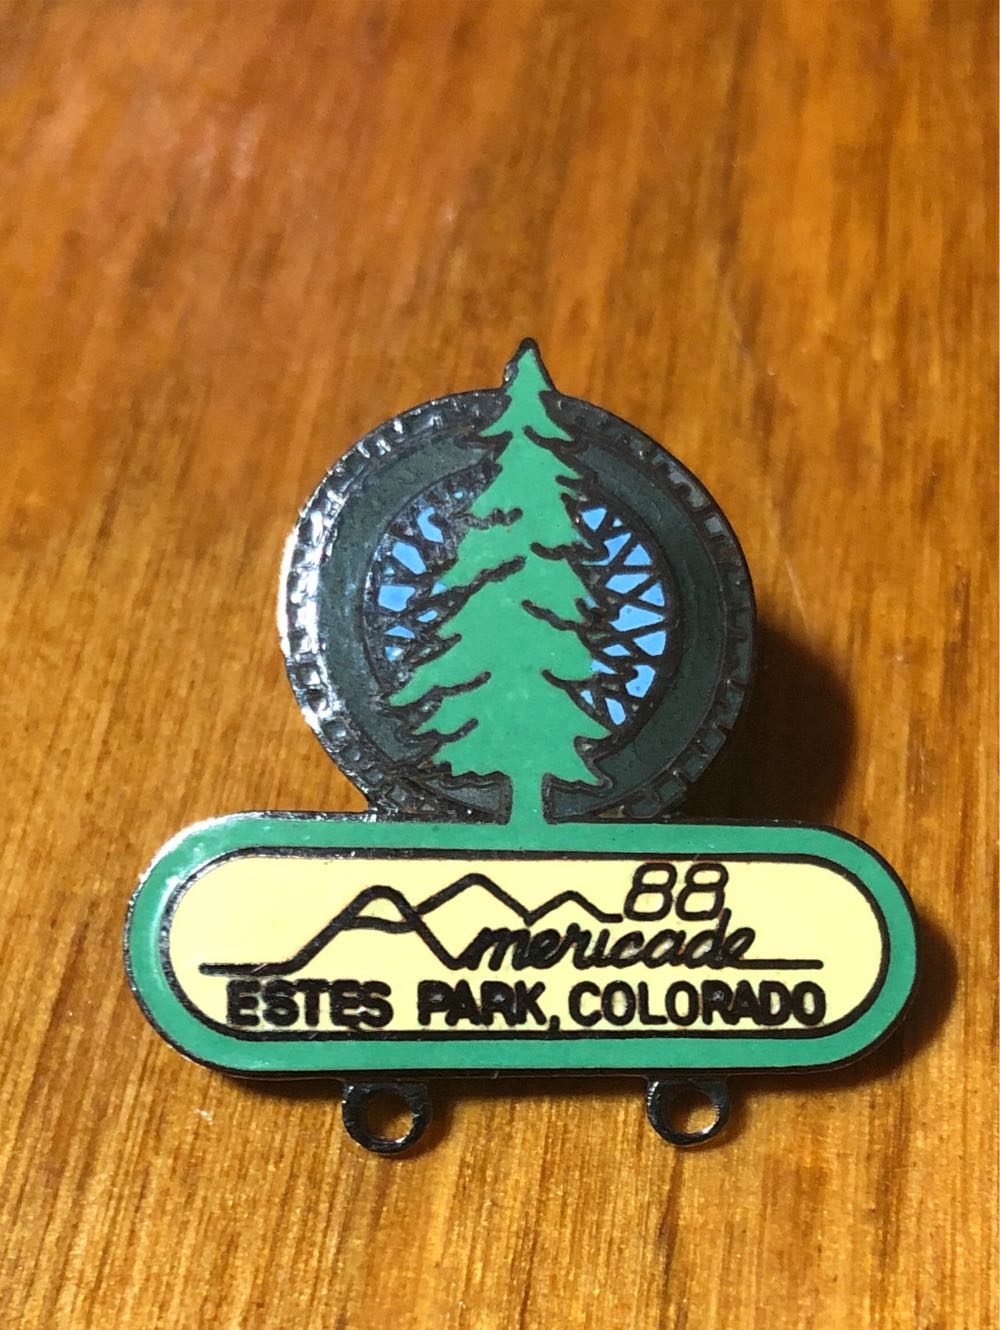 88
Americade
ESTES PARK, COLORADO